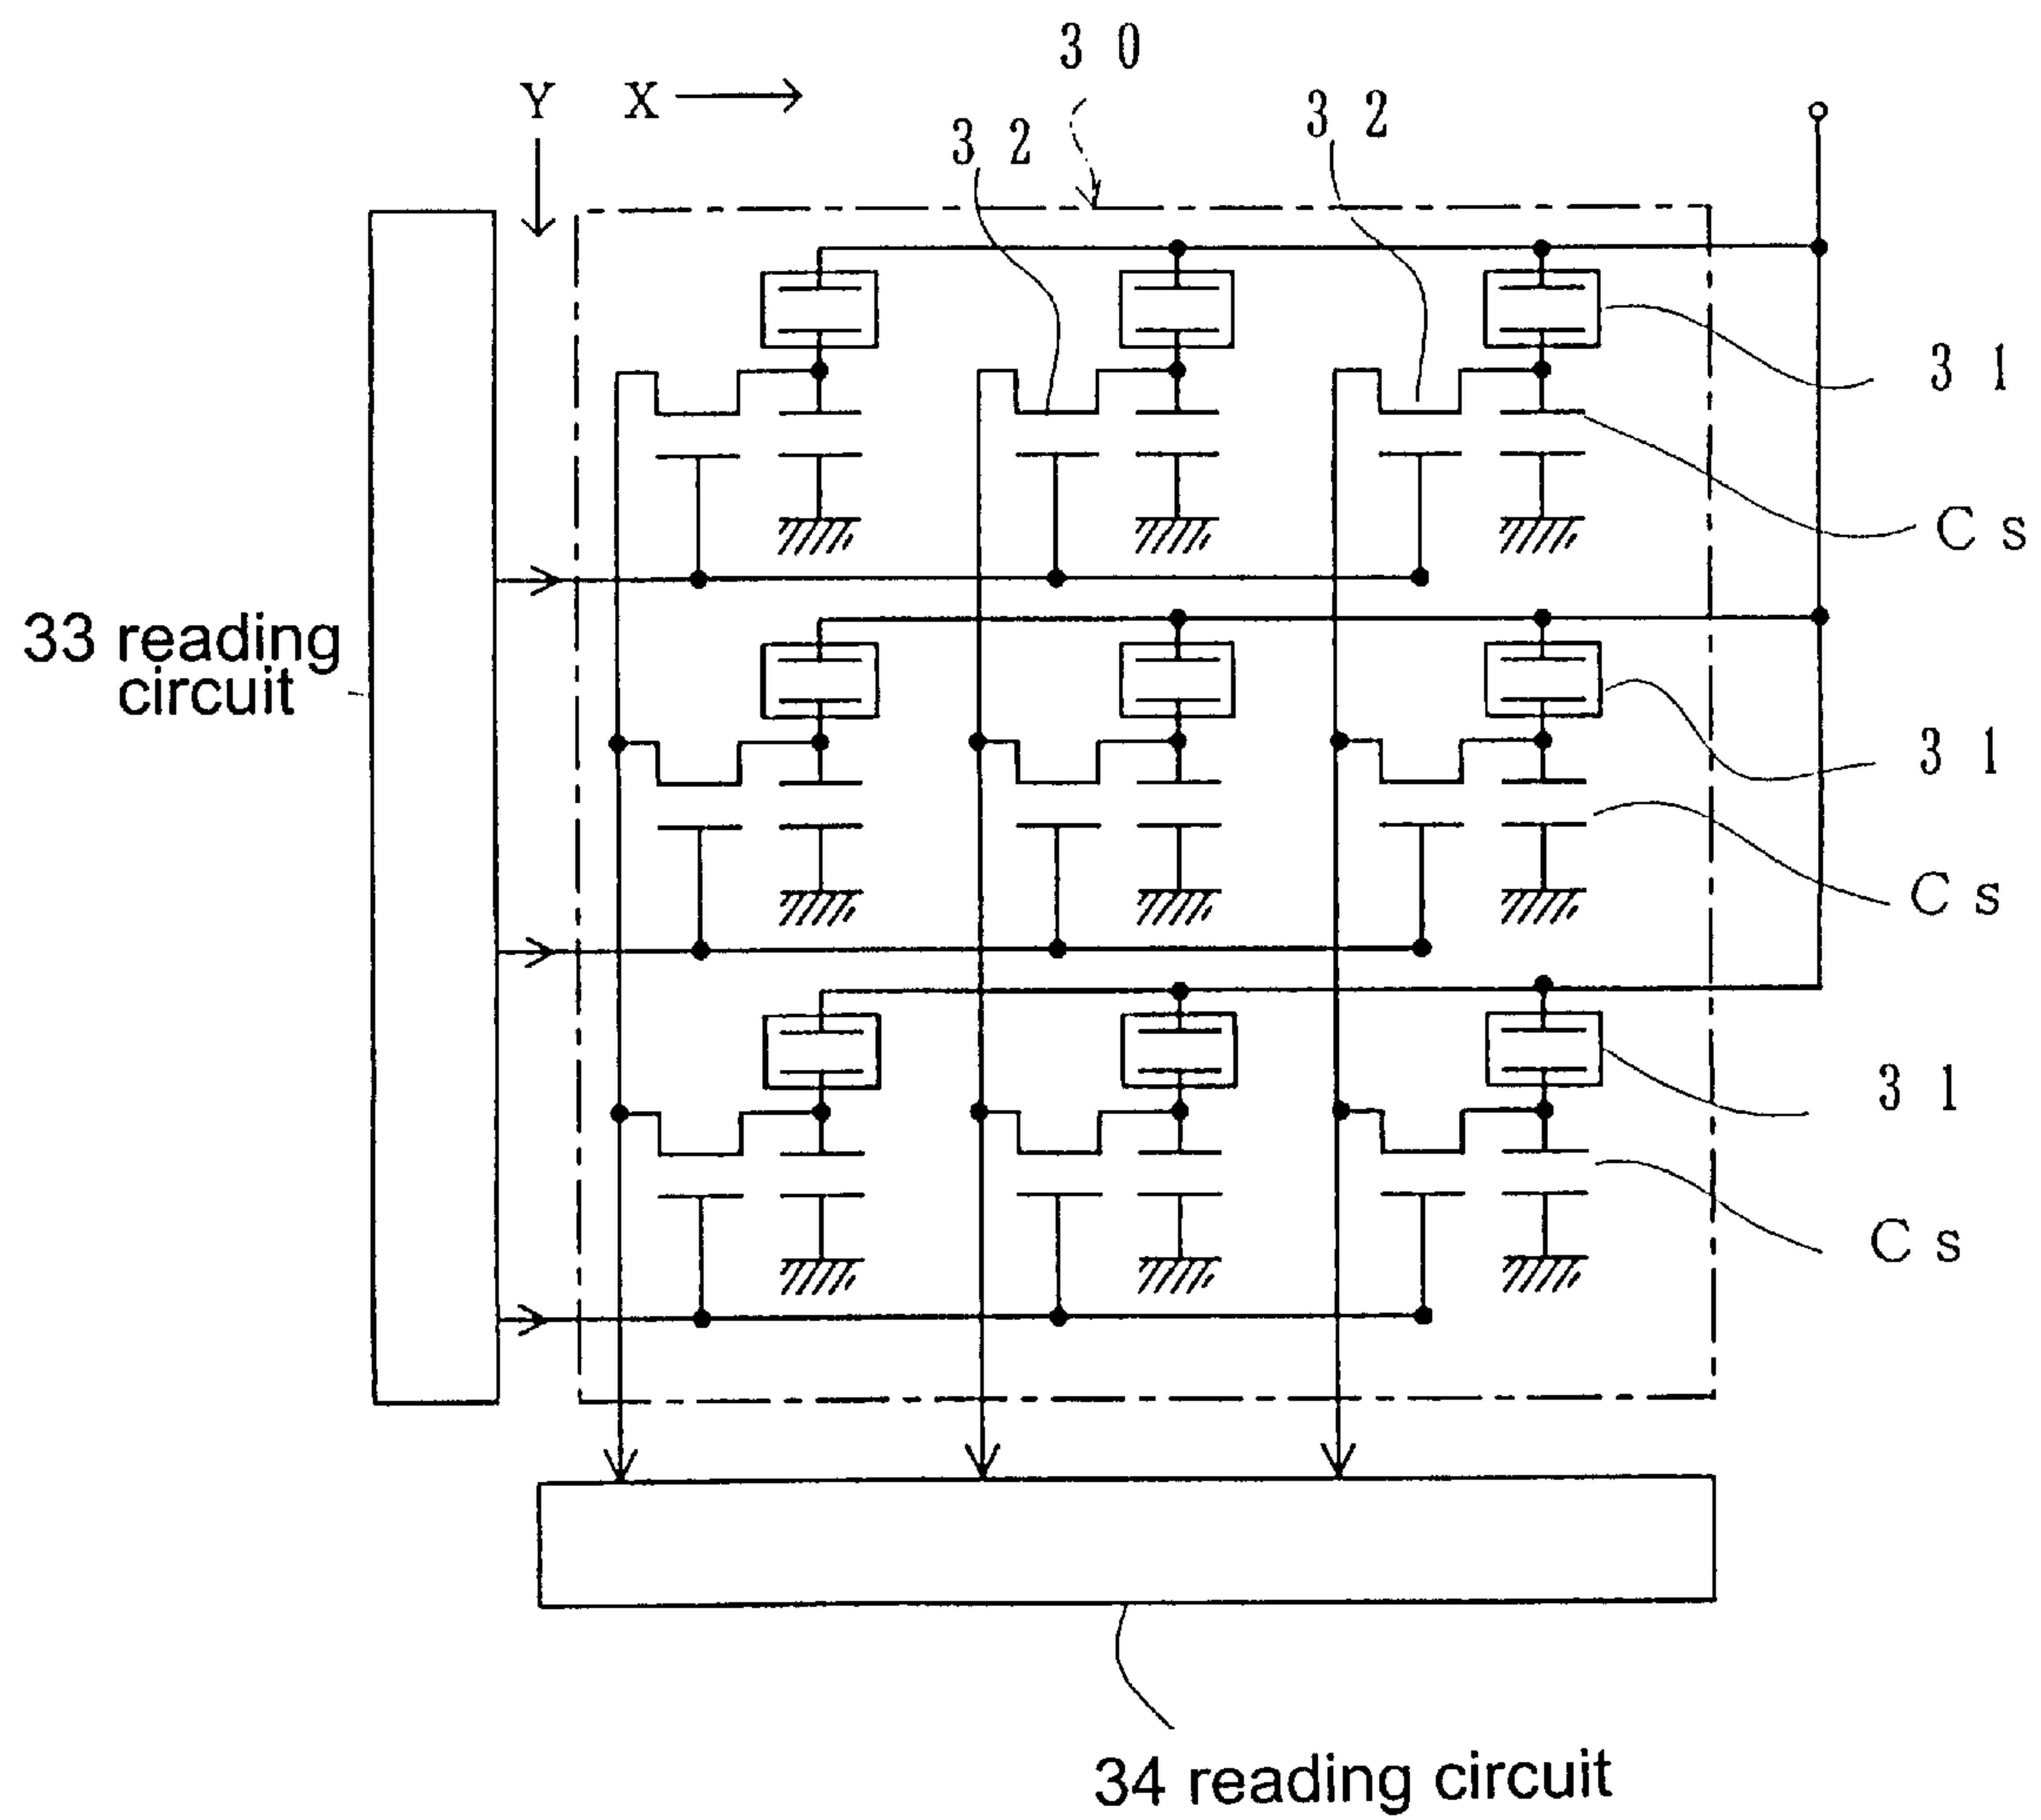 3 0
Y X
3 2
3 2
3 1
C s
33 reading
circuit
3 1
C s
3 1
C s
34 reading circuit